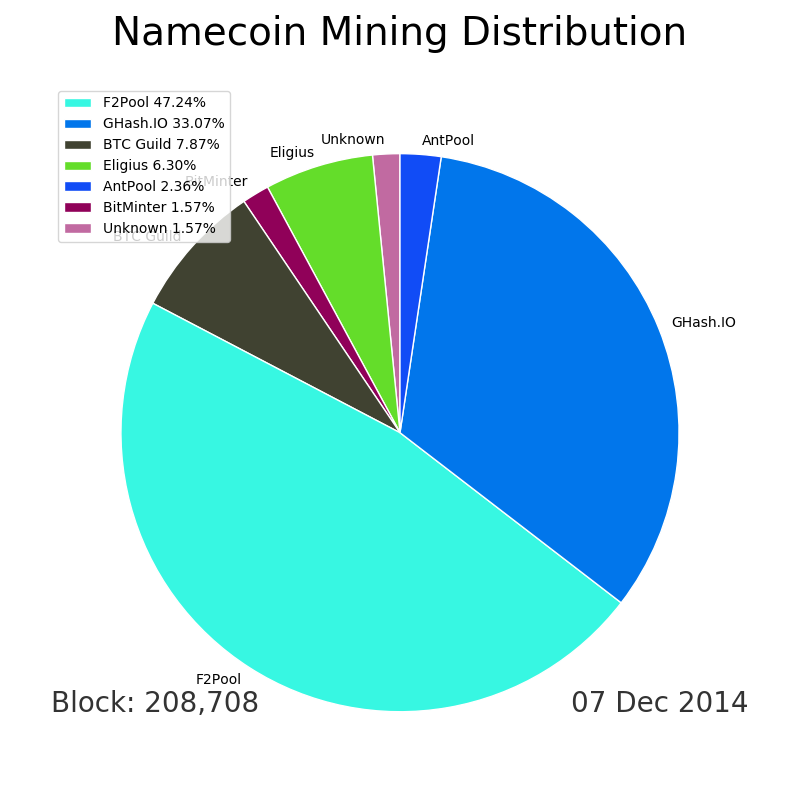 Namecoin Mining Distribution
F2Pool 47.24%
GHash.IO 33.07%
BTC Guild 7.87%
Eligius 6.30%
AntPool 2.36%
BitMinter 1.57%
Unknown 1.57%
Unknown
AntPool
Eligius
BitMinter
BTC Guild
GHash.IO
F2Pool
Block: 208,708
07 Dec 2014